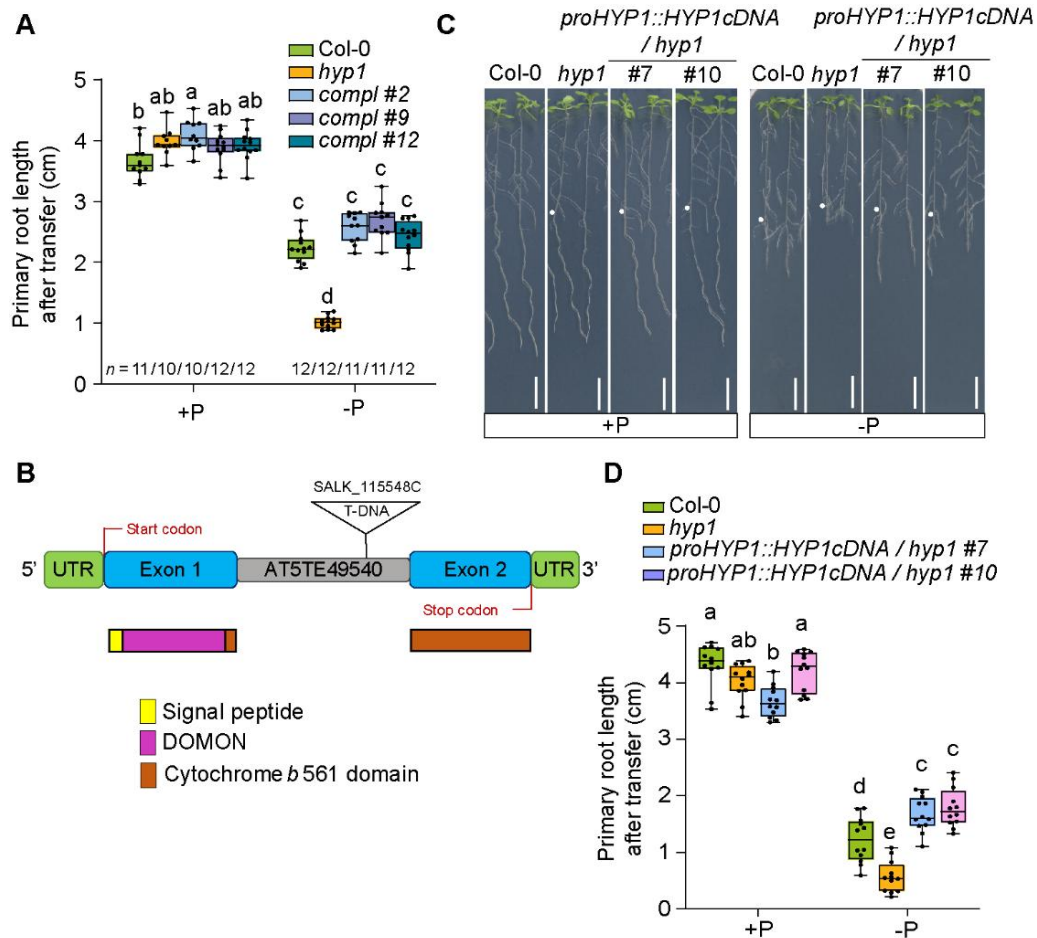 A
Col-0
hyp1
compl #2
compl #9
compl #12
Primary root length
after transfer (cm)
5
4
3
2
1
0
b
ab
a
ab
ab
c
d
c
c
c
n = 11/10/10/12/12
12/12/11/11/12
+P
-P
B
SALK_115548C
T-DNA
Start codon
5'
UTR
Exon 1
AT5TE49540
Exon 2
UTR
3'
Stop codon
Signal peptide
DOMON
Cytochrome b 561 domain
C
proHYP1::HYP1cDNA
/ hyp1
Col-0
hyp1
#7
#10
+P
proHYP1::HYP1cDNA
/hyp1
Col-0
hyp1
#7
#10
-P
D
Col-0
hyp1
proHYP1::HYP1cDNA / hyp1 #7
proHYP1::HYP1cDNA / hyp1 #10
Primary root length
after transfer (cm)
5
4
3
2
1
0
a
ab
b
a
d
e
c
c
+P
-P